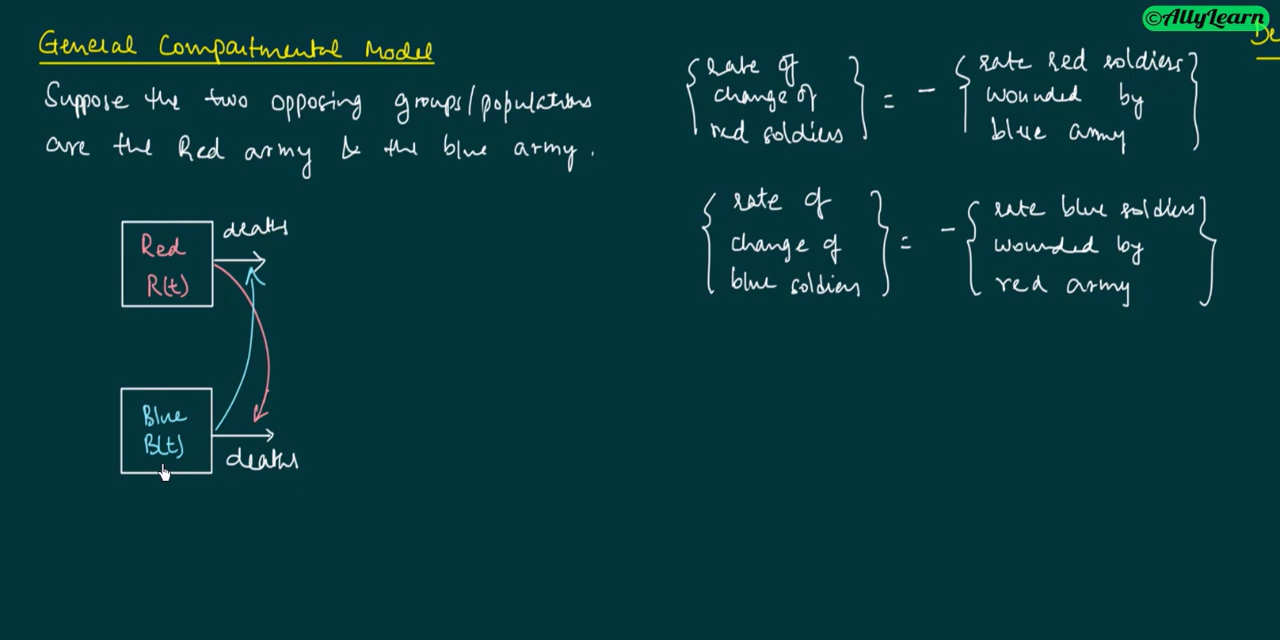 ©AllyLearn
General Compartmental Model
Suppose the two opposing groups/populations
are the Red army & the blue army.
Red
R(t)
deaths
Blue
B(t)
deaths
{ rate of
change of
red soldiers } = - { rate red soldiers
wounded by
blue army }
{ rate of
change of
blue soldiers } = - { rate blue soldiers
wounded by
red army }